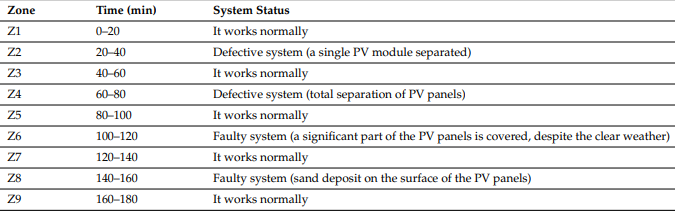 Zone Time (min) System Status
Z1 0–20 It works normally
Z2 20–40 Defective system (a single PV module separated)
Z3 40–60 It works normally
Z4 60–80 Defective system (total separation of PV panels)
Z5 80–100 It works normally
Z6 100–120 Faulty system (a significant part of the PV panels is covered, despite the clear weather)
Z7 120–140 It works normally
Z8 140–160 Faulty system (sand deposit on the surface of the PV panels)
Z9 160–180 It works normally